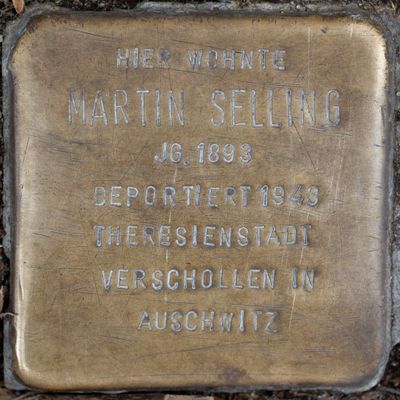 HIER WOHNTE
MARTIN SELLING
JG. 1893
DEPORTIERT 1943
THERESIENSTADT
VERSCHOLLEN IN
AUSCHWITZ